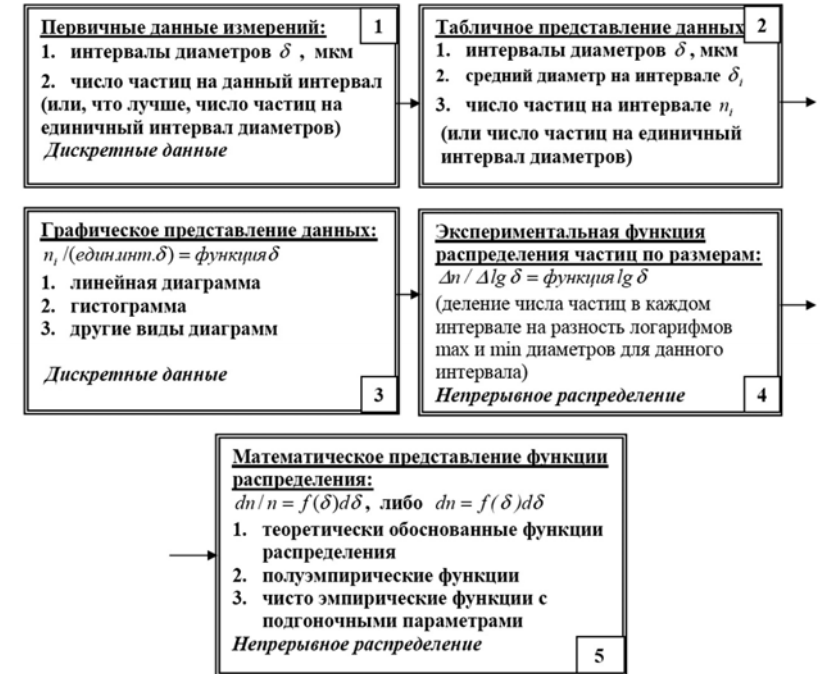 Первичные данные измерений:
1
1. интервалы диаметров δ , мкм
2. число частиц на данный интервал
(или, что лучше, число частиц на
единичный интервал диаметров)
Дискретные данные
Табличное представление данных
2
1. интервалы диаметров δ, мкм
2. средний диаметр на интервале δᵢ
3. число частиц на интервале nᵢ
(или число частиц на единичный
интервал диаметров)
Графическое представление данных:
nᵢ /(един.инт.δ) = функция δ
1. линейная диаграмма
2. гистограмма
3. другие виды диаграмм
Дискретные данные
3
Экспериментальная функция
распределения частиц по размерам:
Δn / Δlg δ = функция lg δ
(деление числа частиц в каждом
интервале на разность логарифмов
max и min диаметров для данного
интервала)
Непрерывное распределение
4
Математическое представление функции
распределения:
dn / n = f(δ)dδ, либо dn = f(δ)dδ
1. теоретически обоснованные функции
распределения
2. полуэмпирические функции
3. чисто эмпирические функции с
подгоночными параметрами
Непрерывное распределение
5